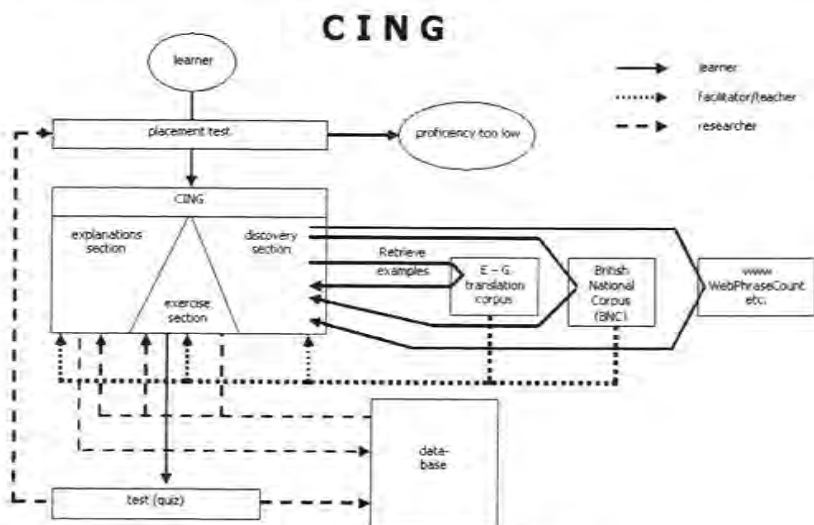 CING
learner
learner
facilitator/teacher
researcher
placement test
proficiency too low
CING
explanations
section
discovery
section
exercise
section
Retrieve
examples
E – G
translation
corpus
British
National
Corpus
(BNC)
www
WebPhraseCount
etc.
data-
base
test (quiz)